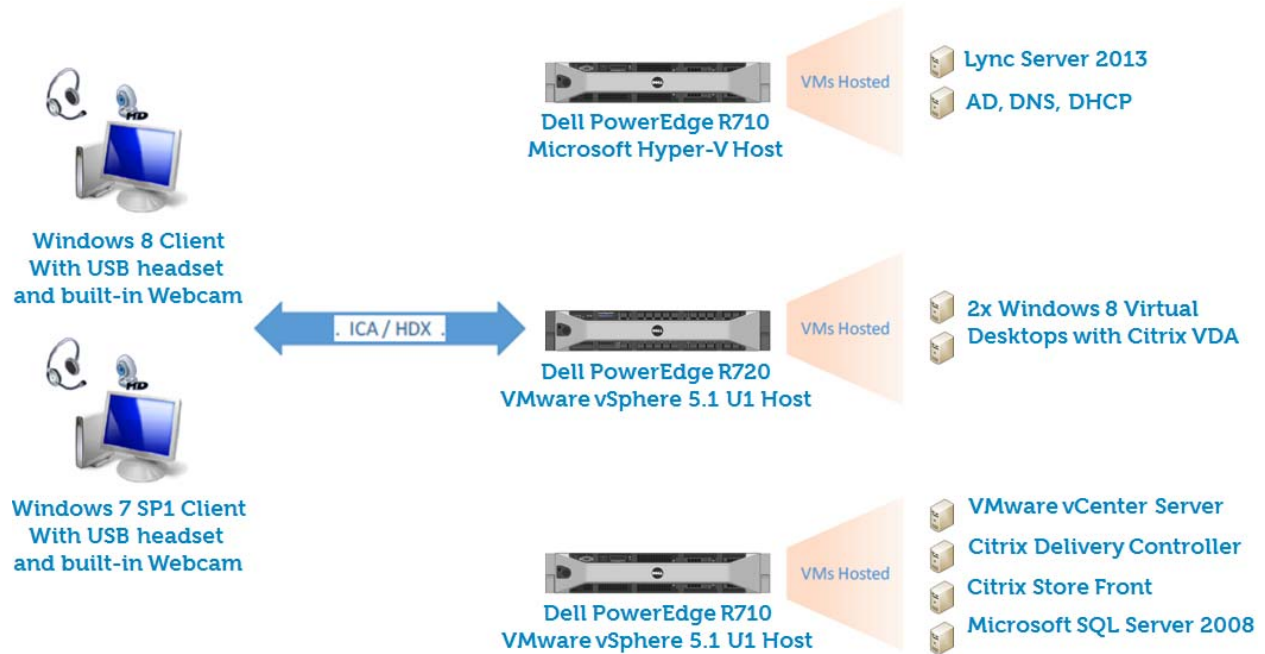 HD
Windows 8 Client
With USB headset
and built-in Webcam
HD
Windows 7 SP1 Client
With USB headset
and built-in Webcam
. ICA / HDX .
Dell PowerEdge R710
Microsoft Hyper-V Host
VMs Hosted
Lync Server 2013
AD, DNS, DHCP
Dell PowerEdge R720
VMware vSphere 5.1 U1 Host
VMs Hosted
2x Windows 8 Virtual
Desktops with Citrix VDA
Dell PowerEdge R710
VMware vSphere 5.1 U1 Host
VMs Hosted
VMware vCenter Server
Citrix Delivery Controller
Citrix Store Front
Microsoft SQL Server 2008